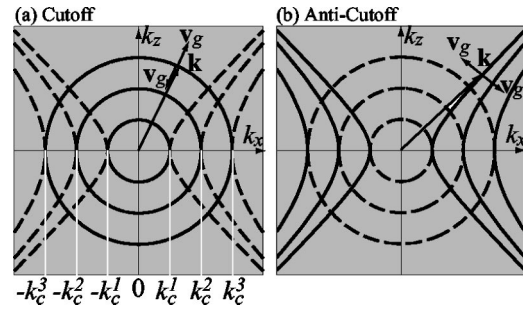 (a) Cutoff
k_z
v_g
k
v_g
k_x
-k_c^3 -k_c^2 -k_c^1 0 k_c^1 k_c^2 k_c^3
(b) Anti-Cutoff
k_z
v_g
k
v_g
k_x